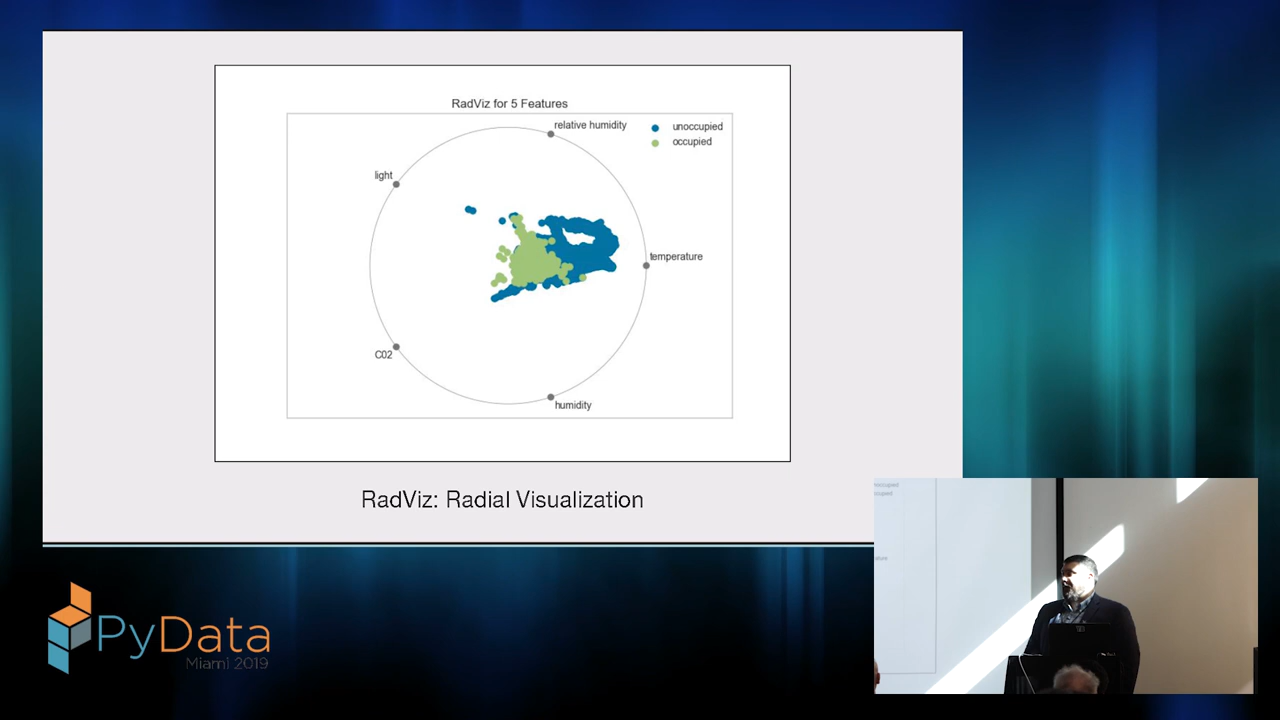 RadViz for 5 Features
relative humidity
unoccupied
occupied
light
temperature
C02
humidity
RadViz: Radial Visualization
PyData
Miami 2019